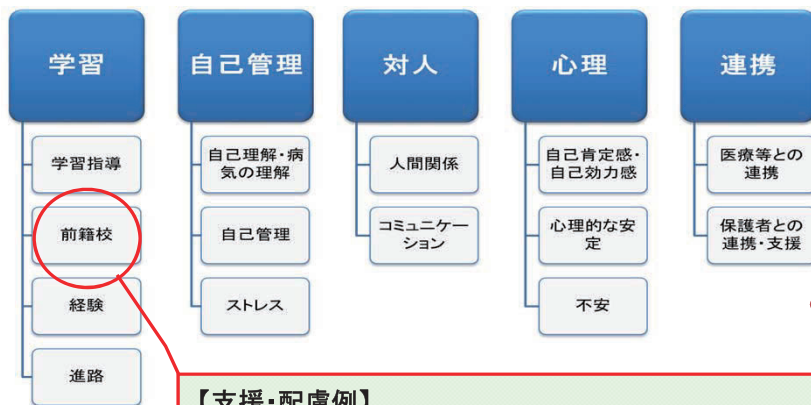 学習
自己管理
対人
心理
連携
学習指導
前籍校
経験
進路
自己理解・病
気の理解
自己管理
ストレス
人間関係
コミュニケー
ション
自己肯定感・
自己効力感
心理的な安
定
不安
医療等との
連携
保護者との
連携・支援
【支援・配慮例】